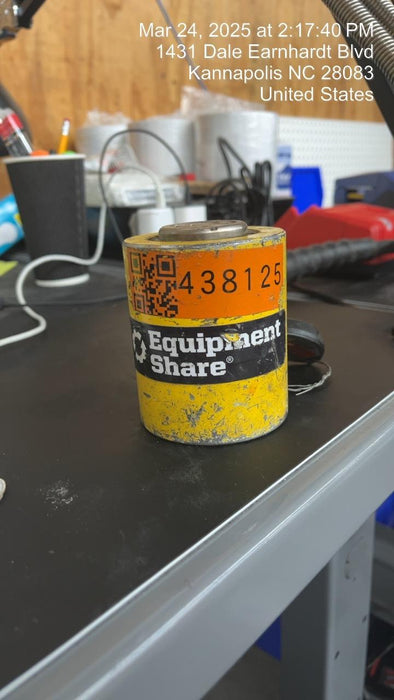 Mar 24, 2025 at 2:17:40 PM
1431 Dale Earnhardt Blvd
Kannapolis NC 28083
United States
438125
Equipment
Share®